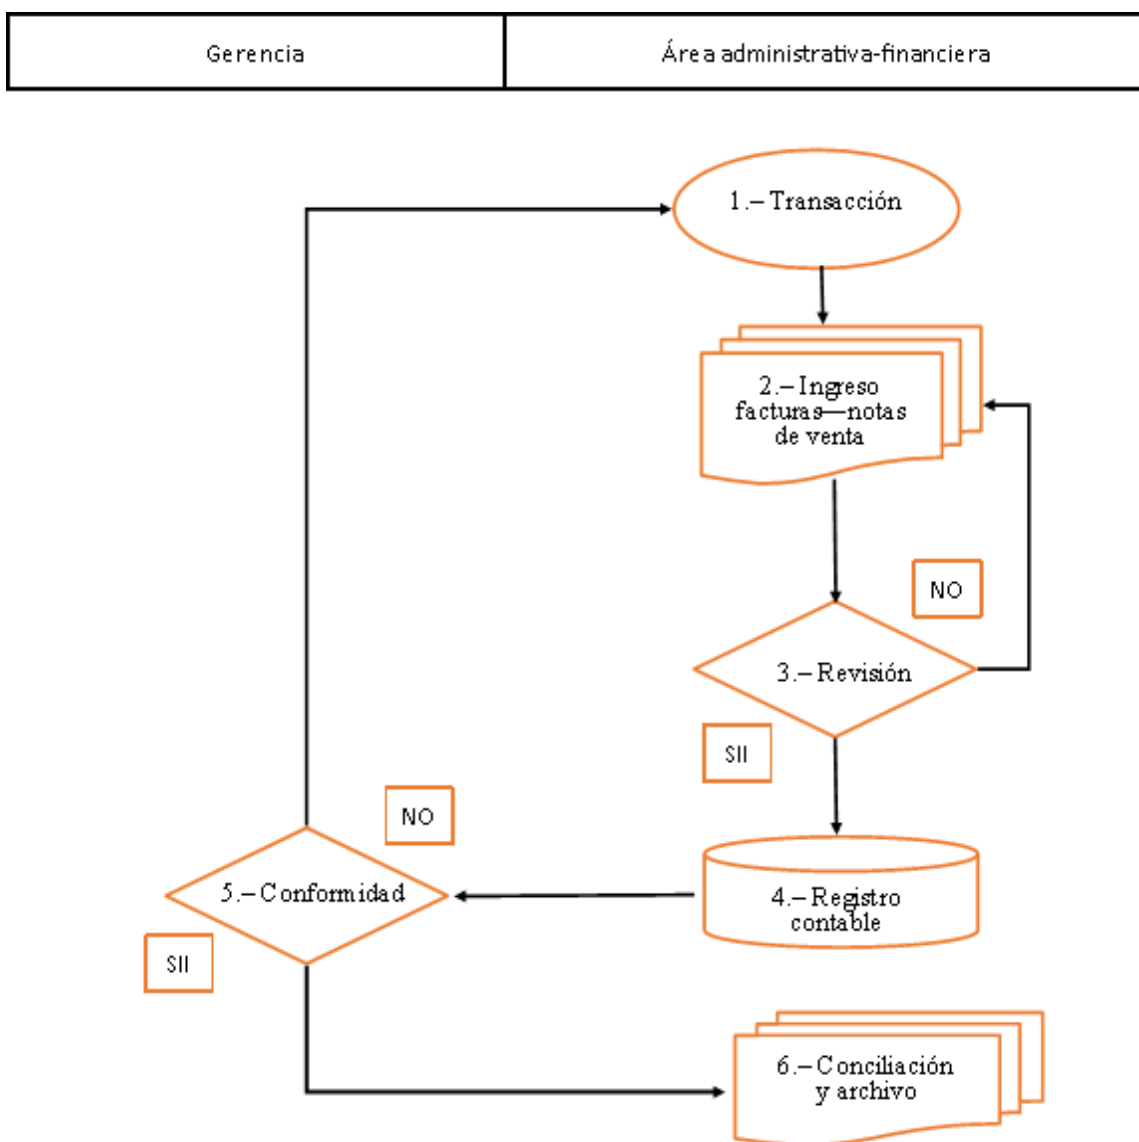 Gerencia
Área administrativa-financiera
1.– Transacción
2.– Ingreso
facturas—notas
de venta
NO
3.– Revisión
SII
NO
5.– Conformidad
4.– Registro
contable
SII
6.– Conciliación
y archivo